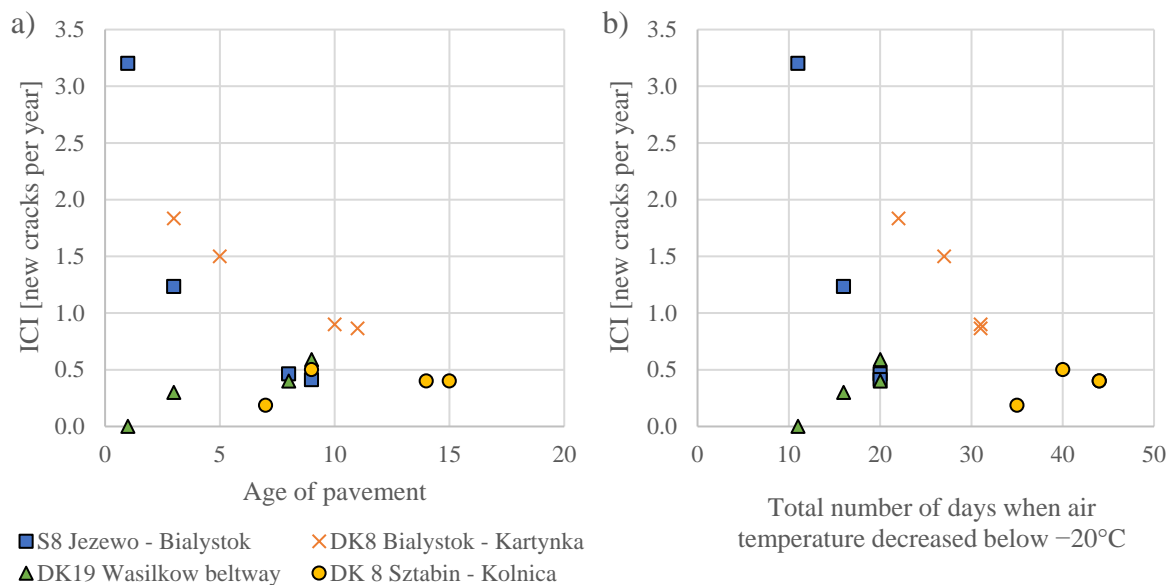 a)
3.5
3.0
2.5
2.0
1.5
1.0
0.5
0.0
ICI [new cracks per year]
0 5 10 15 20
Age of pavement
b)
3.5
3.0
2.5
2.0
1.5
1.0
0.5
0.0
ICI [new cracks per year]
0 10 20 30 40 50
Total number of days when air
temperature decreased below −20°C
S8 Jezewo - Bialystok
DK8 Bialystok - Kartynka
DK19 Wasilkow beltway
DK 8 Sztabin - Kolnica